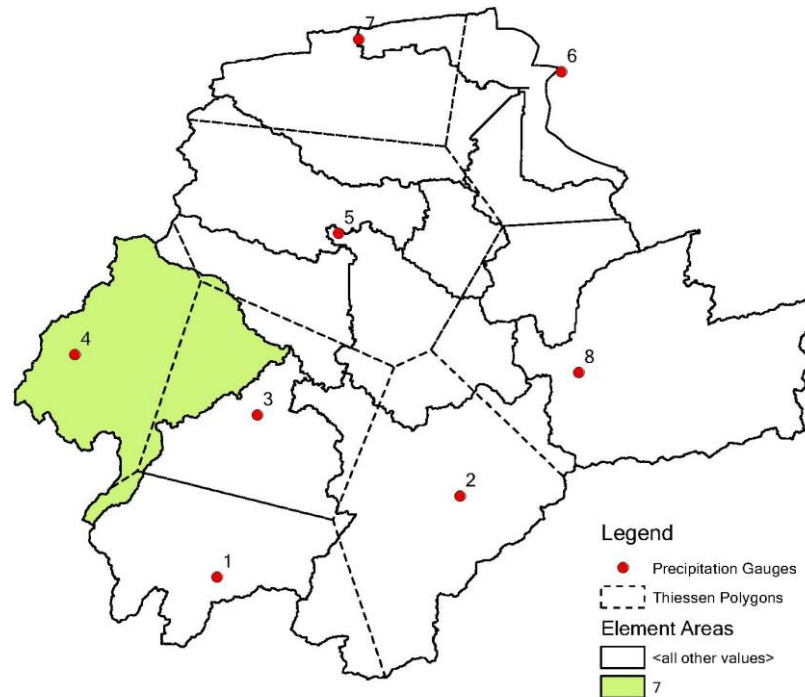 7
6
5
4
8
3
2
1
Legend
Precipitation Gauges
Thiessen Polygons
Element Areas
<all other values>
7